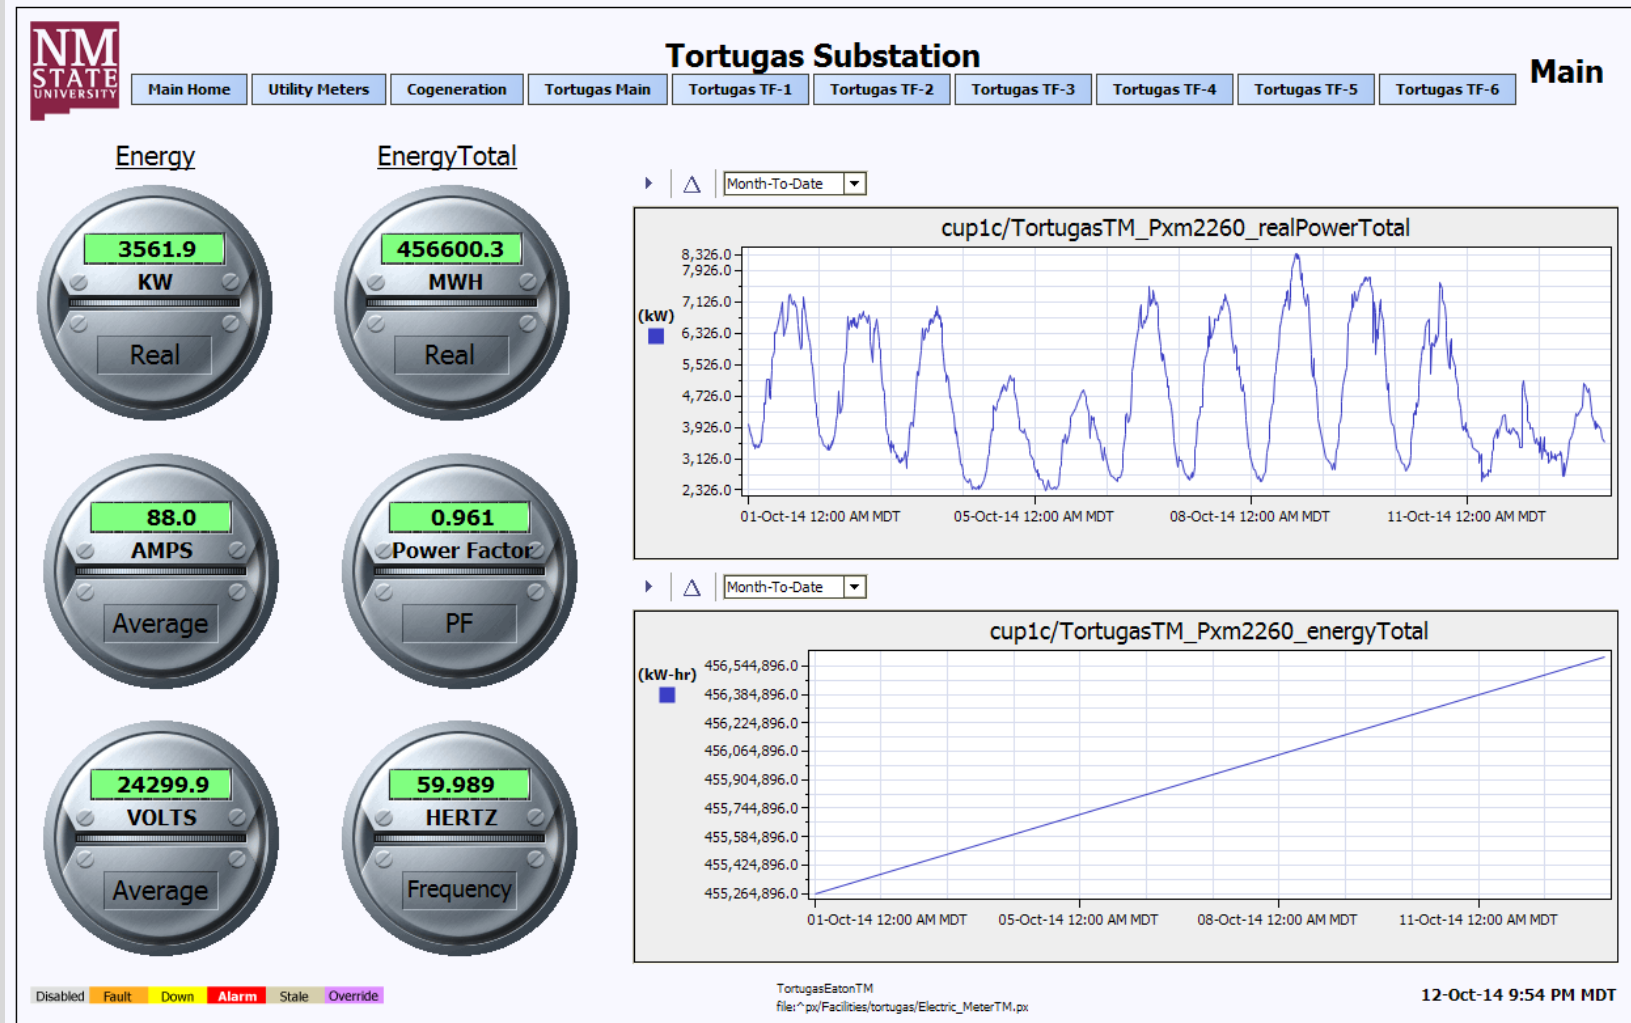 NM
STATE
UNIVERSITY
Tortugas Substation
Main
Main Home
Utility Meters
Cogeneration
Tortugas Main
Tortugas TF-1
Tortugas TF-2
Tortugas TF-3
Tortugas TF-4
Tortugas TF-5
Tortugas TF-6
Energy
EnergyTotal
3561.9
KW
Real
456600.3
MWH
Real
88.0
AMPS
Average
0.961
Power Factor
PF
24299.9
VOLTS
Average
59.989
HERTZ
Frequency
Month-To-Date
cup1c/TortugasTM_Pxm2260_realPowerTotal
(kW)
8,326.0
7,926.0
7,126.0
6,326.0
5,526.0
4,726.0
3,926.0
3,126.0
2,326.0
01-Oct-14 12:00 AM MDT
05-Oct-14 12:00 AM MDT
08-Oct-14 12:00 AM MDT
11-Oct-14 12:00 AM MDT
Month-To-Date
cup1c/TortugasTM_Pxm2260_energyTotal
(kW-hr)
456,544,896.0
456,384,896.0
456,224,896.0
456,064,896.0
455,904,896.0
455,744,896.0
455,584,896.0
455,424,896.0
455,264,896.0
01-Oct-14 12:00 AM MDT
05-Oct-14 12:00 AM MDT
08-Oct-14 12:00 AM MDT
11-Oct-14 12:00 AM MDT
Disabled
Fault
Down
Alarm
Stale
Override
TortugasEatonTM
file:^px/Facilities/tortugas/Electric_MeterTM.px
12-Oct-14 9:54 PM MDT